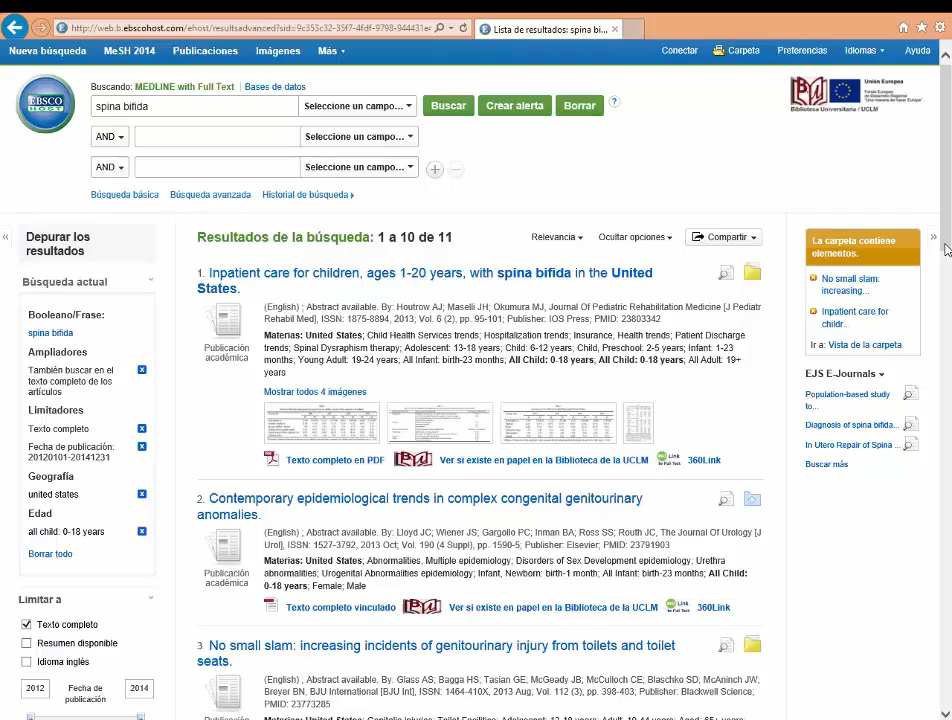 http://web.b.ebscohost.com/ehost/resultsadvanced?sid=9c353c32-35f7-4fdf-9798-944431e
Lista de resultados: spina bi...
Nueva búsqueda MeSH 2014 Publicaciones Imágenes Más
Conectar Carpeta Preferencias Idiomas Ayuda
EBSCO
HOST
Buscando: MEDLINE with Full Text Bases de datos
spina bifida Seleccione un campo... Buscar Crear alerta Borrar ?
AND Seleccione un campo...
AND Seleccione un campo...
Búsqueda básica Búsqueda avanzada Historial de búsqueda
Unión Europea
Biblioteca Universitaria / UCLM
Depurar los
resultados
Búsqueda actual
Booleano/Frase:
spina bifida
Ampliadores
También buscar en el
texto completo de los
artículos
Limitadores
Texto completo
Fecha de publicación:
20120101-20141231
Geografía
united states
Edad
all child: 0-18 years
Borrar todo
Limitar a
Texto completo
Resumen disponible
Idioma inglés
2012 Fecha de publicación 2014
Resultados de la búsqueda: 1 a 10 de 11
Relevancia Ocultar opciones Compartir
1. Inpatient care for children, ages 1-20 years, with spina bifida in the United
States.
(English) ; Abstract available. By: Houtrow AJ; Maselli JH; Okumura MJ, Journal Of Pediatric Rehabilitation Medicine [J Pediatr
Rehabil Med], ISSN: 1875-8894, 2013; Vol. 6 (2), pp. 95-101; Publisher: IOS Press; PMID: 23803342
Publicación
académica
Materias: United States; Child Health Services trends; Hospitalization trends; Insurance, Health trends; Patient Discharge
trends; Spinal Dysraphism therapy; Adolescent: 13-18 years; Child: 6-12 years; Child, Preschool: 2-5 years; Infant: 1-23
months; Young Adult: 19-24 years; All Infant: birth-23 months; All Child: 0-18 years; All Child: 0-18 years; All Adult: 19+
years
Mostrar todos 4 imágenes
Texto completo en PDF Ver si existe en papel en la Biblioteca de la UCLM Link to Full Text 360Link
2. Contemporary epidemiological trends in complex congenital genitourinary
anomalies.
(English) ; Abstract available. By: Lloyd JC; Wiener JS; Gargollo PC; Inman BA; Ross SS; Routh JC, The Journal Of Urology [J
Urol], ISSN: 1527-3792, 2013 Oct; Vol. 190 (4 Suppl), pp. 1590-5; Publisher: Elsevier; PMID: 23791903
Publicación
académica
Materias: United States; Abnormalities, Multiple epidemiology; Disorders of Sex Development epidemiology; Urethra
abnormalities; Urogenital Abnormalities epidemiology; Infant, Newborn: birth-1 month; All Infant: birth-23 months; All Child:
0-18 years; Female; Male
Texto completo vinculado Ver si existe en papel en la Biblioteca de la UCLM Link to Full Text 360Link
3. No small slam: increasing incidents of genitourinary injury from toilets and toilet
seats.
(English) ; Abstract available. By: Glass AS; Bagga HS; Tasian GE; McGeady JB; McCulloch CE; Blaschko SD; McAninch JW;
Breyer BN, BJU International [BJU Int], ISSN: 1464-410X, 2013 Aug; Vol. 112 (3), pp. 398-403; Publisher: Blackwell Science;
PMID: 23773285
Publicación
La carpeta contiene
elementos.
No small slam:
increasing...
Inpatient care for
childr...
Ir a: Vista de la carpeta
EJS E-Journals
Population-based study
to...
Diagnosis of spina bifida...
In Utero Repair of Spina ...
Buscar más